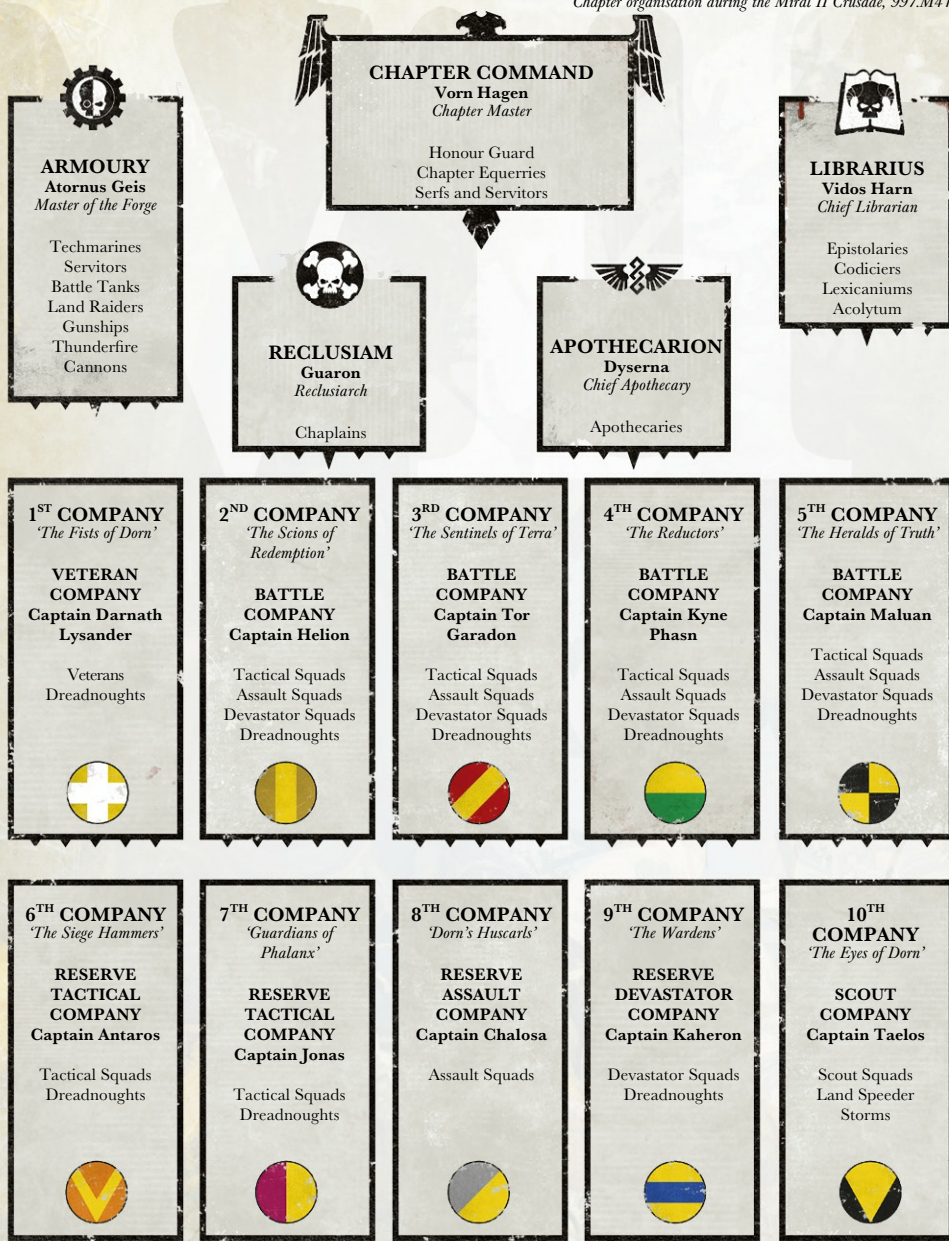 Chapter organisation during the Miral II Crusade, 997.M41
CHAPTER COMMAND
Vorn Hagen
Chapter Master
Honour Guard
Chapter Equerries
Serfs and Servitors
ARMOURY
Atornus Geis
Master of the Forge
Techmarines
Servitors
Battle Tanks
Land Raiders
Gunships
Thunderfire
Cannons
LIBRARIUS
Vidos Harn
Chief Librarian
Epistolaries
Codiciers
Lexicaniums
Acolytum
RECLUSIAM
Guaron
Reclusiarch
Chaplains
APOTHECARION
Dyserna
Chief Apothecary
Apothecaries
1ST COMPANY
‘The Fists of Dorn’
VETERAN
COMPANY
Captain Darnath
Lysander
Veterans
Dreadnoughts
2ND COMPANY
‘The Scions of
Redemption’
BATTLE
COMPANY
Captain Helion
Tactical Squads
Assault Squads
Devastator Squads
Dreadnoughts
3RD COMPANY
‘The Sentinels of Terra’
BATTLE
COMPANY
Captain Tor
Garadon
Tactical Squads
Assault Squads
Devastator Squads
Dreadnoughts
4TH COMPANY
‘The Reductors’
BATTLE
COMPANY
Captain Kyne
Phasn
Tactical Squads
Assault Squads
Devastator Squads
Dreadnoughts
5TH COMPANY
‘The Heralds of Truth’
BATTLE
COMPANY
Captain Maluan
Tactical Squads
Assault Squads
Devastator Squads
Dreadnoughts
6TH COMPANY
‘The Siege Hammers’
RESERVE
TACTICAL
COMPANY
Captain Antaros
Tactical Squads
Dreadnoughts
7TH COMPANY
‘Guardians of
Phalanx’
RESERVE
TACTICAL
COMPANY
Captain Jonas
Tactical Squads
Dreadnoughts
8TH COMPANY
‘Dorn’s Huscarls’
RESERVE
ASSAULT
COMPANY
Captain Chalosa
Assault Squads
9TH COMPANY
‘The Wardens’
RESERVE
DEVASTATOR
COMPANY
Captain Kaheron
Devastator Squads
Dreadnoughts
10TH
COMPANY
‘The Eyes of Dorn’
SCOUT
COMPANY
Captain Taelos
Scout Squads
Land Speeder
Storms